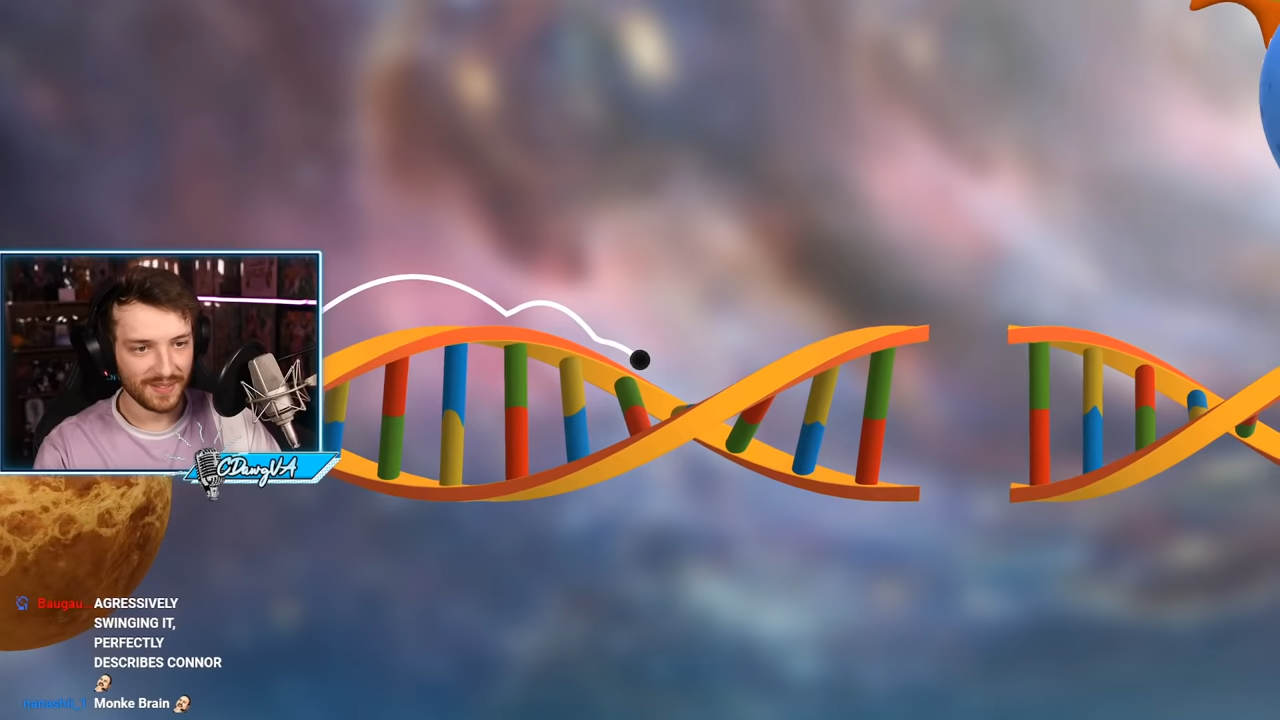 CDawgVA
Baugau... AGRESSIVELY
SWINGING IT,
PERFECTLY
DESCRIBES CONNOR
Monke Brain